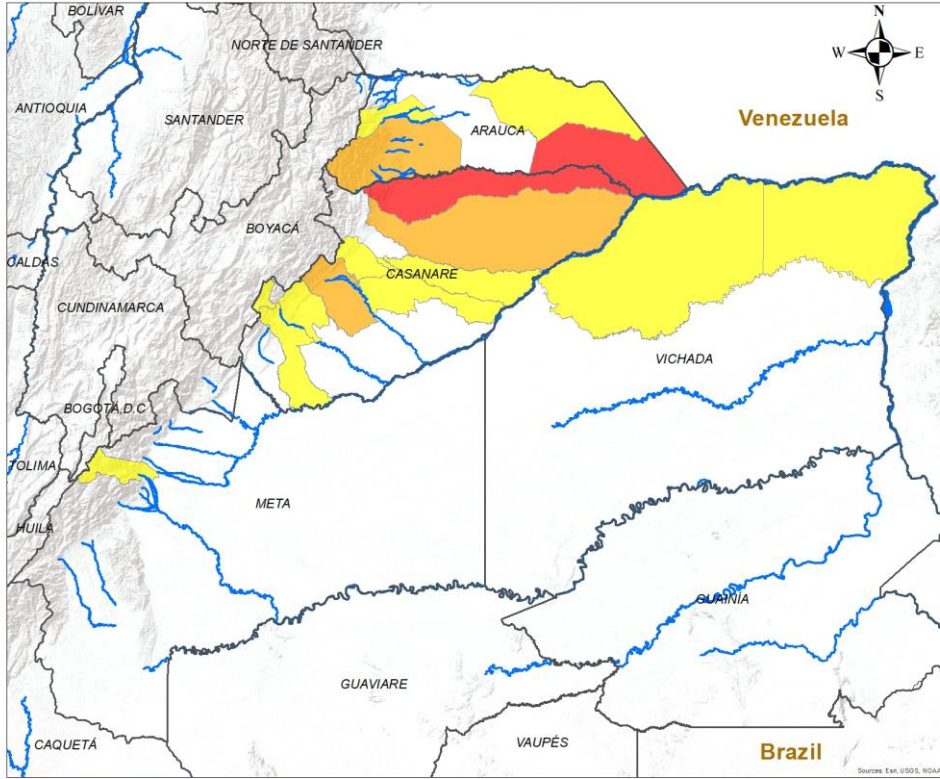 BOLÍVAR
N
NORTE DE SANTANDER
W E
S
ANTIOQUIA
SANTANDER
ARAUCA
Venezuela
BOYACÁ
CALDAS
CASANARE
CUNDINAMARCA
VICHADA
BOGOTÁ D.C
TOLIMA
META
HUILA
GUAINÍA
GUAVIARE
CAQUETÁ
VAUPÉS
Brazil
Sources: Esri, USGS, NOAA